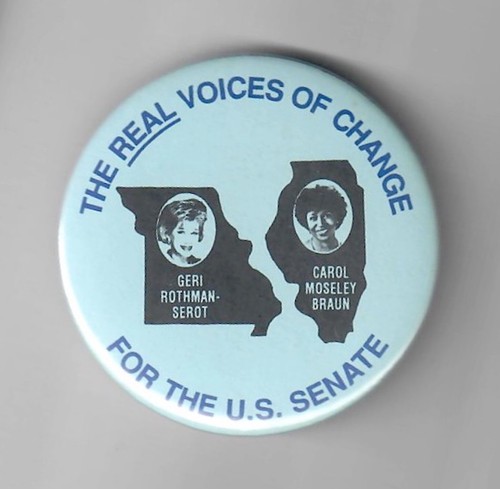 THE REAL VOICES OF CHANGE
GERI
ROTHMAN-
SEROT
CAROL
MOSELEY
BRAUN
FOR THE U.S. SENATE